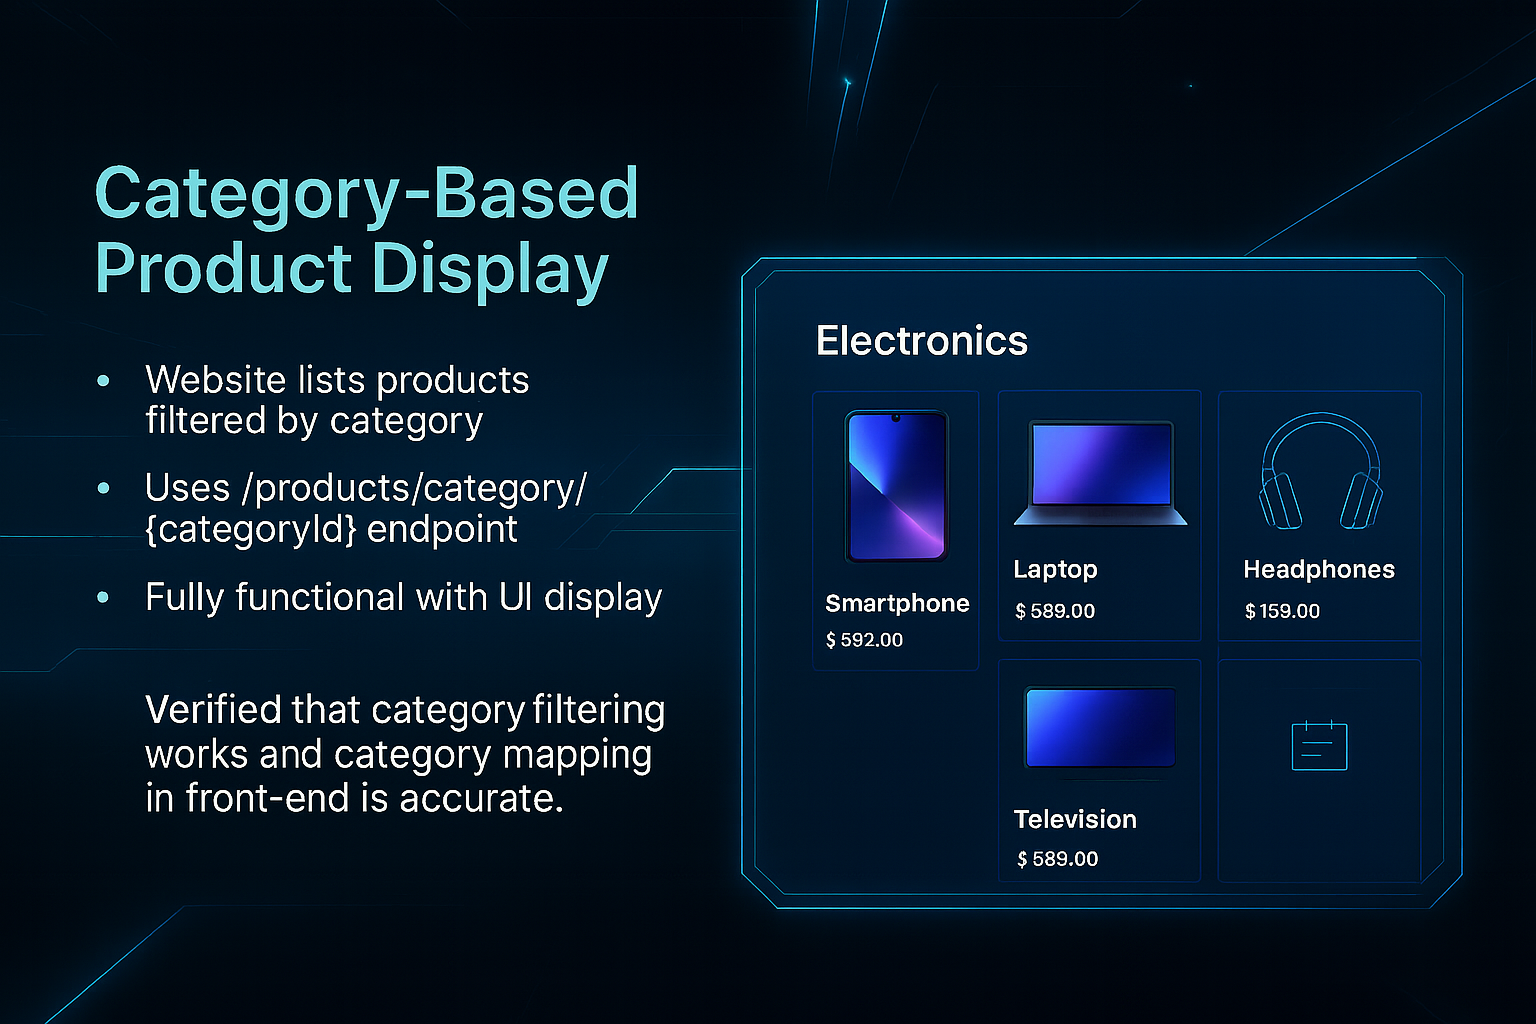 Category-Based
Product Display
• Website lists products
filtered by category
• Uses /products/category/
{categoryId} endpoint
• Fully functional with UI display
Verified that category filtering
works and category mapping
in front-end is accurate.
Electronics
Smartphone
$ 592.00
Laptop
$ 589.00
Headphones
$ 159.00
Television
$ 589.00